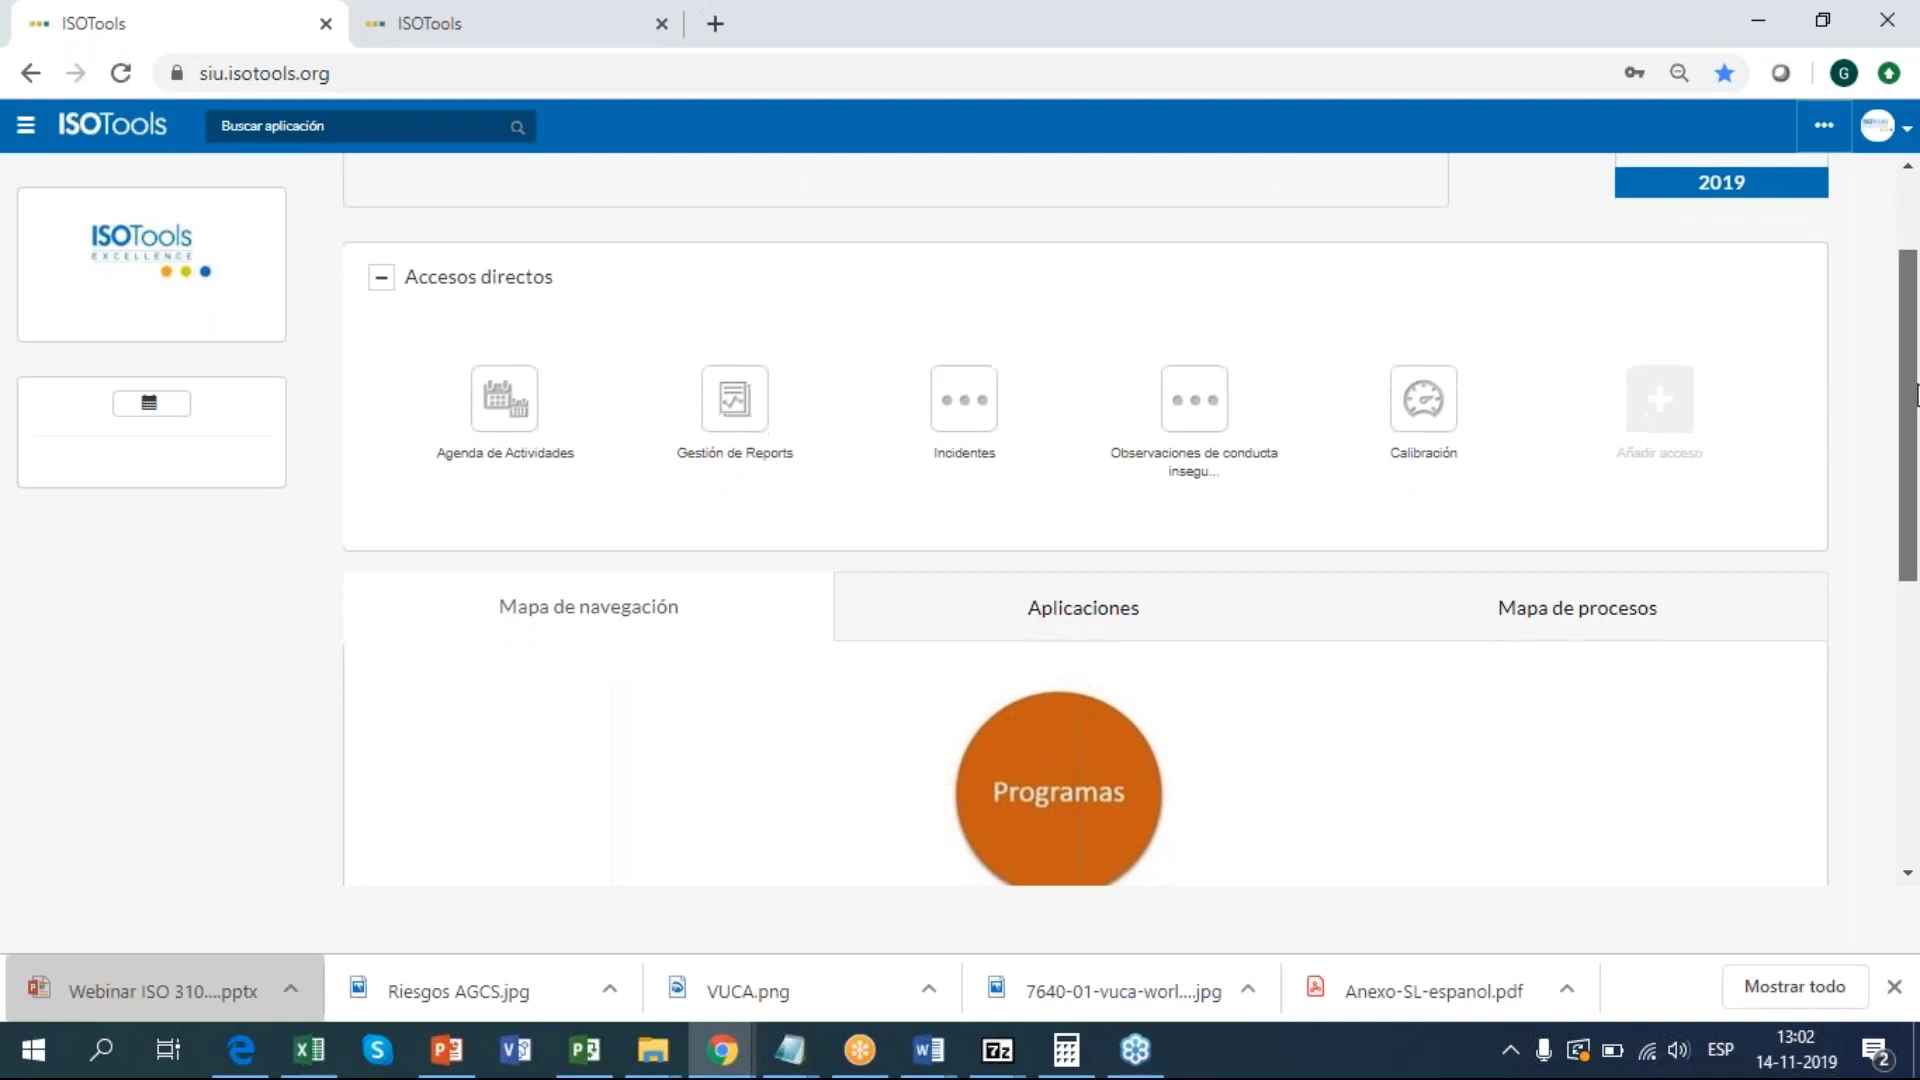 ISOTools
ISOTools
siu.isotools.org
G
ISOTools
Buscar aplicación
2019
ISOTools
EXCELLENCE
Accesos directos
Agenda de Actividades
Gestión de Reports
Incidentes
Observaciones de conducta
insegu...
Calibración
Añadir acceso
Mapa de navegación
Aplicaciones
Mapa de procesos
Programas
Webinar ISO 310....pptx
Riesgos AGCS.jpg
VUCA.png
7640-01-vuca-worl....jpg
Anexo-SL-espanol.pdf
Mostrar todo
ESP
13:02
14-11-2019
2